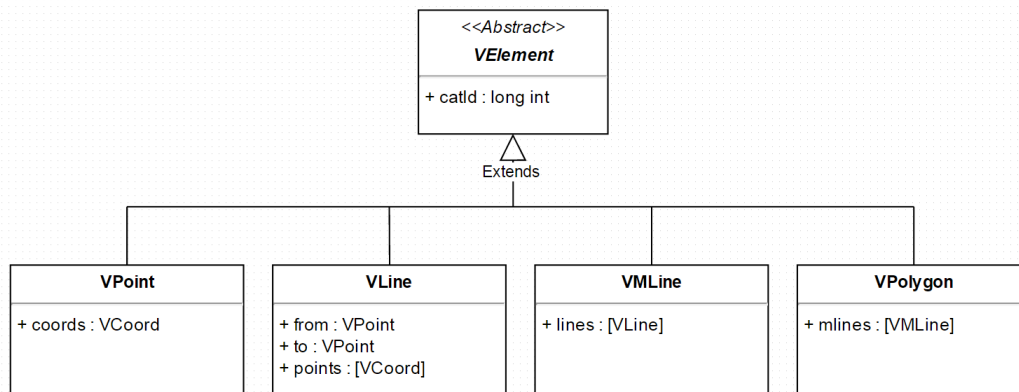 <<Abstract>>
VElement
+ catId : long int
Extends
VPoint
+ coords : VCoord
VLine
+ from : VPoint
+ to : VPoint
+ points : [VCoord]
VMLine
+ lines : [VLine]
VPolygon
+ mlines : [VMLine]